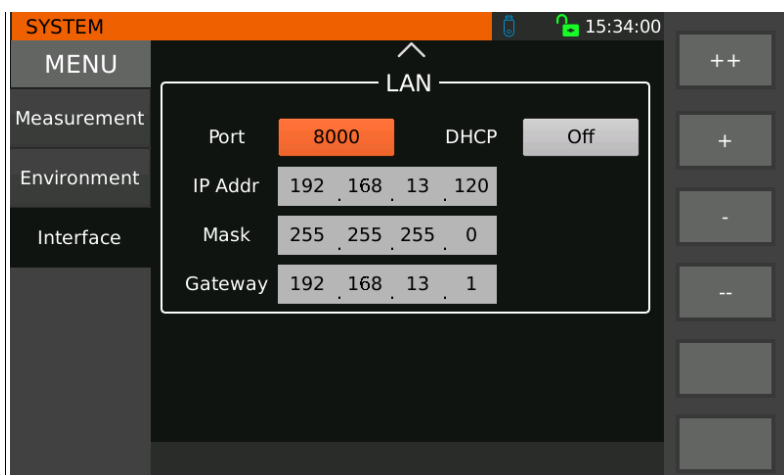 SYSTEM 15:34:00
MENU
Measurement
Environment
Interface
LAN
Port 8000 DHCP Off
IP Addr 192 . 168 . 13 . 120
Mask 255 . 255 . 255 . 0
Gateway 192 . 168 . 13 . 1
++
+
-
--